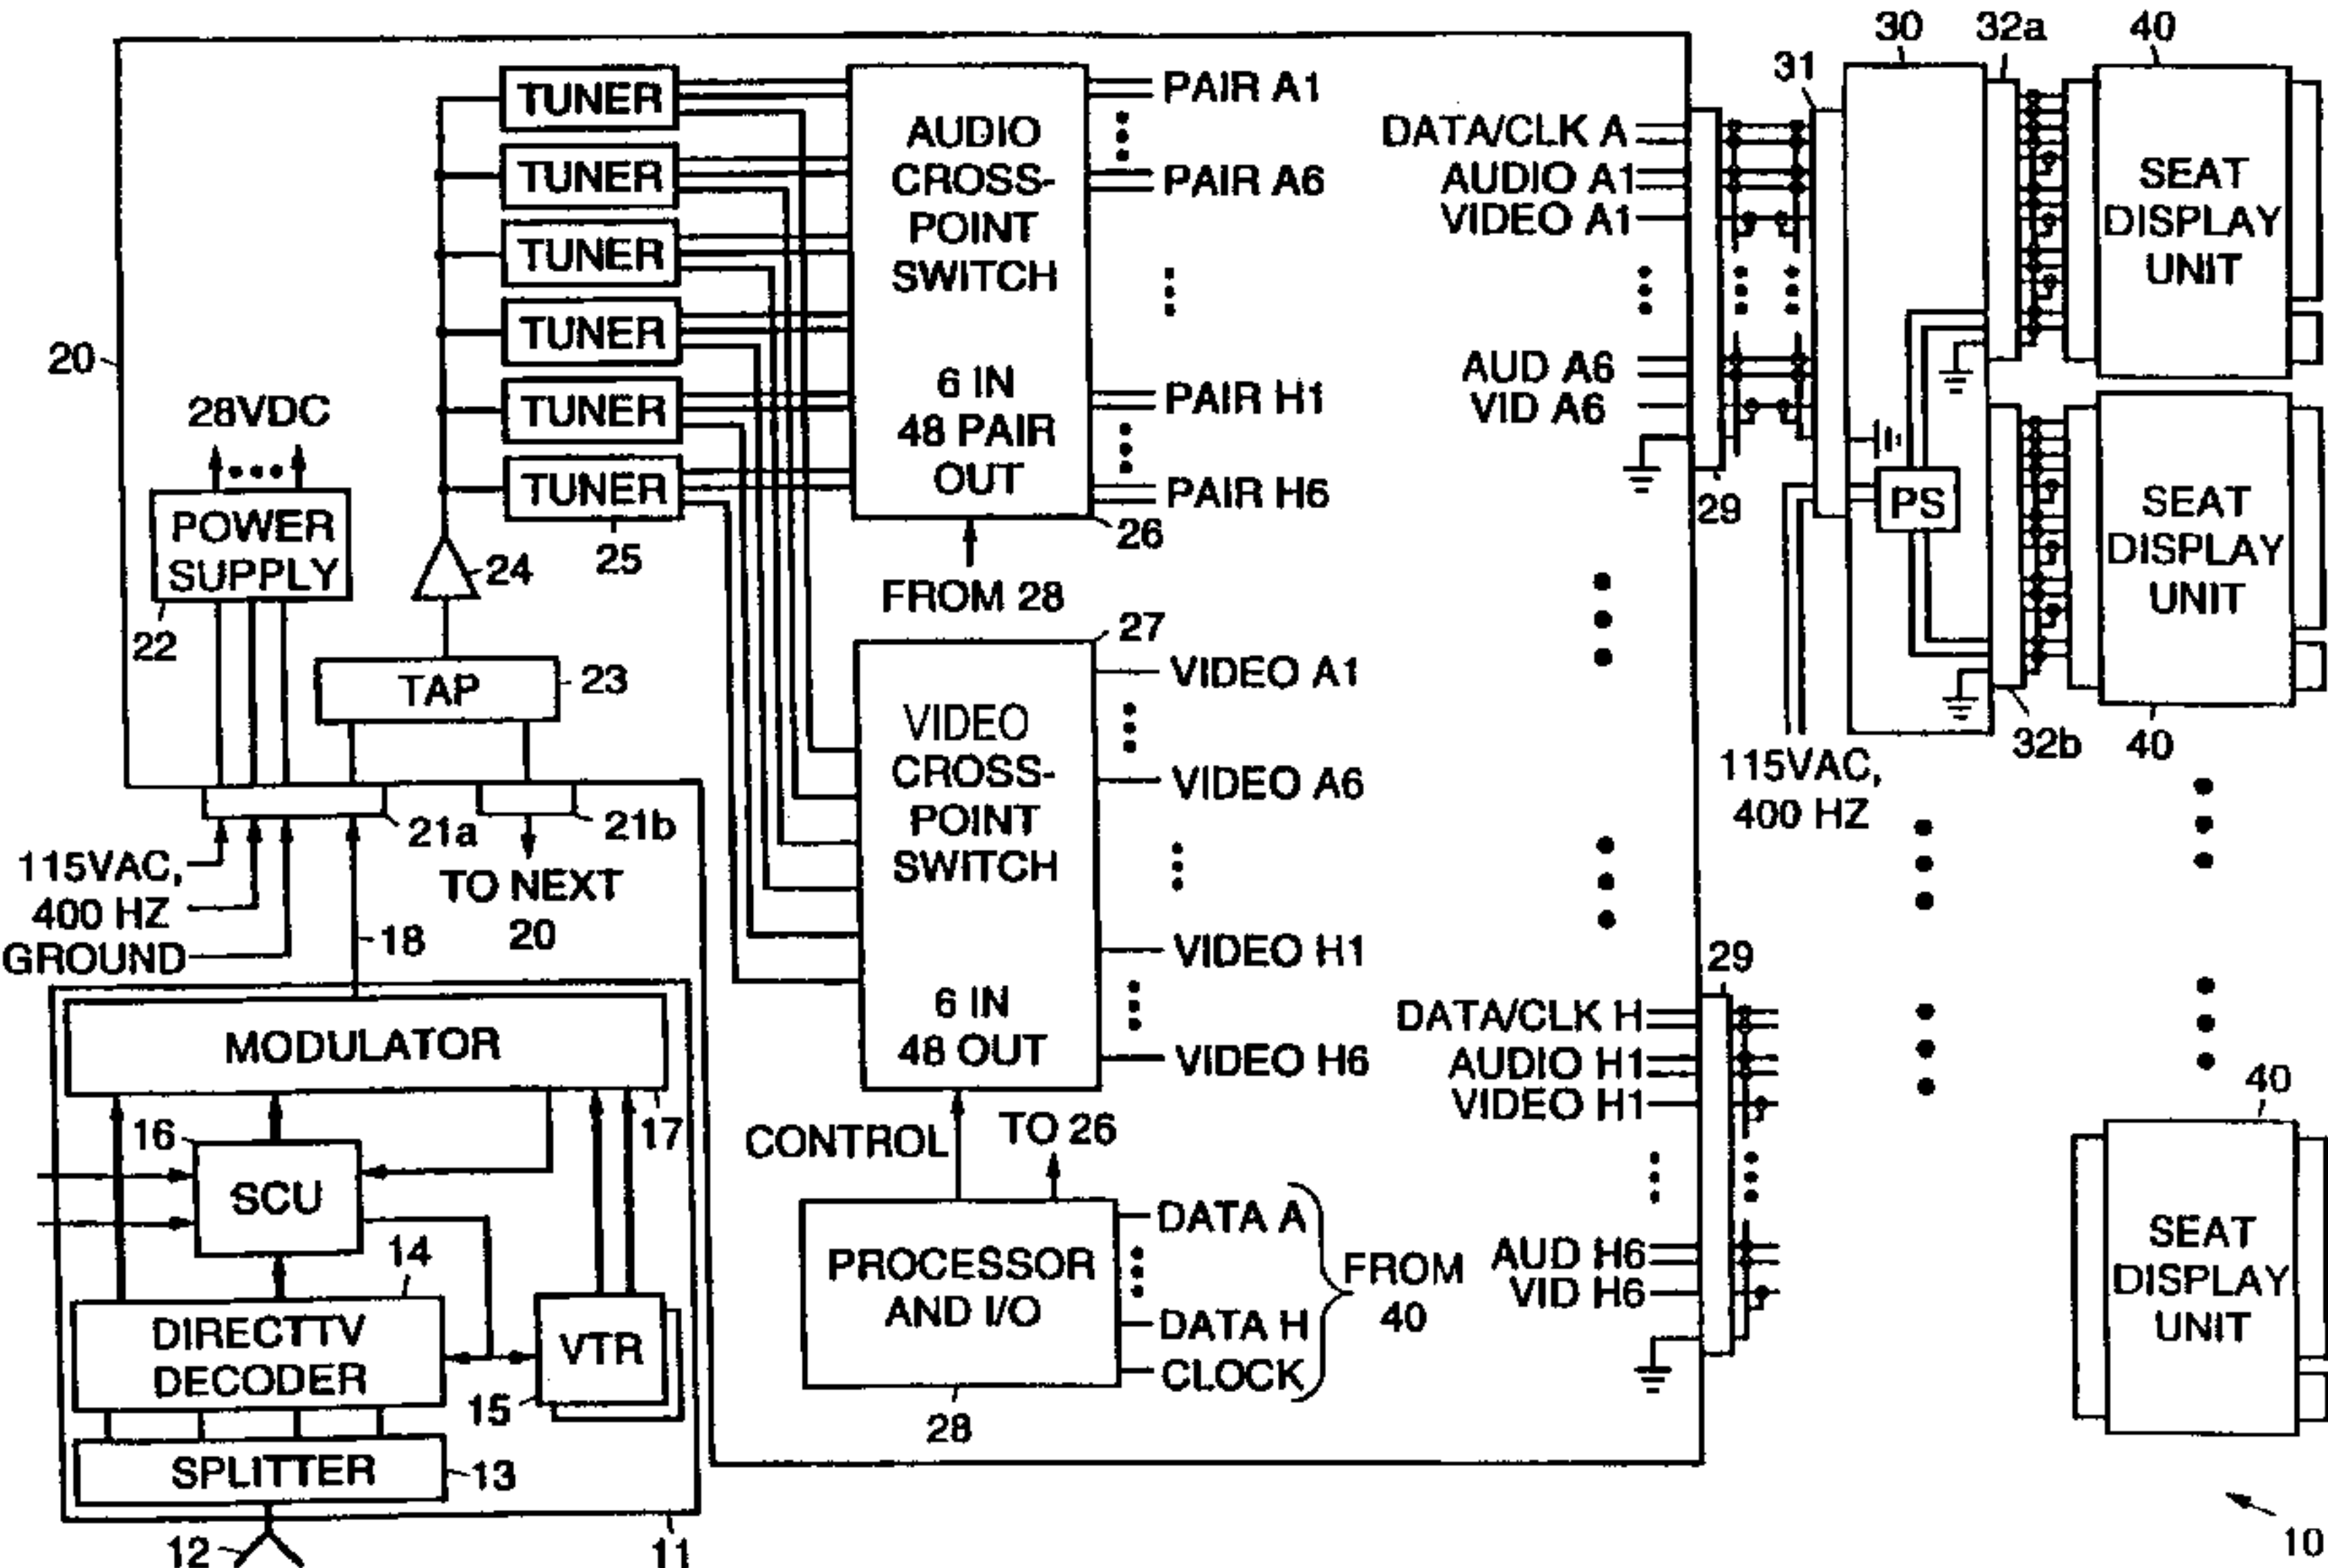 30
32a
40
31
TUNER
TUNER
TUNER
TUNER
TUNER
TUNER
25
AUDIO
CROSS-
POINT
SWITCH
6 IN
48 PAIR
OUT
26
FROM 28
PAIR A1
PAIR A6
PAIR H1
PAIR H6
DATA/CLK A
AUDIO A1
VIDEO A1
AUD A6
VID A6
29
SEAT
DISPLAY
UNIT
PS
SEAT
DISPLAY
UNIT
32b
40
115VAC,
400 HZ
20
28VDC
POWER
SUPPLY
22
24
TAP
23
21a
21b
115VAC,
400 HZ
GROUND
TO NEXT
20
18
27
VIDEO
CROSS-
POINT
SWITCH
6 IN
48 OUT
VIDEO A1
VIDEO A6
VIDEO H1
VIDEO H6
CONTROL
TO 26
PROCESSOR
AND I/O
28
DATA A
DATA H
CLOCK
FROM
40
29
DATA/CLK H
AUDIO H1
VIDEO H1
AUD H6
VID H6
40
SEAT
DISPLAY
UNIT
MODULATOR
17
16
SCU
14
DIRECTTV
DECODER
VTR
15
SPLITTER
13
12
11
10